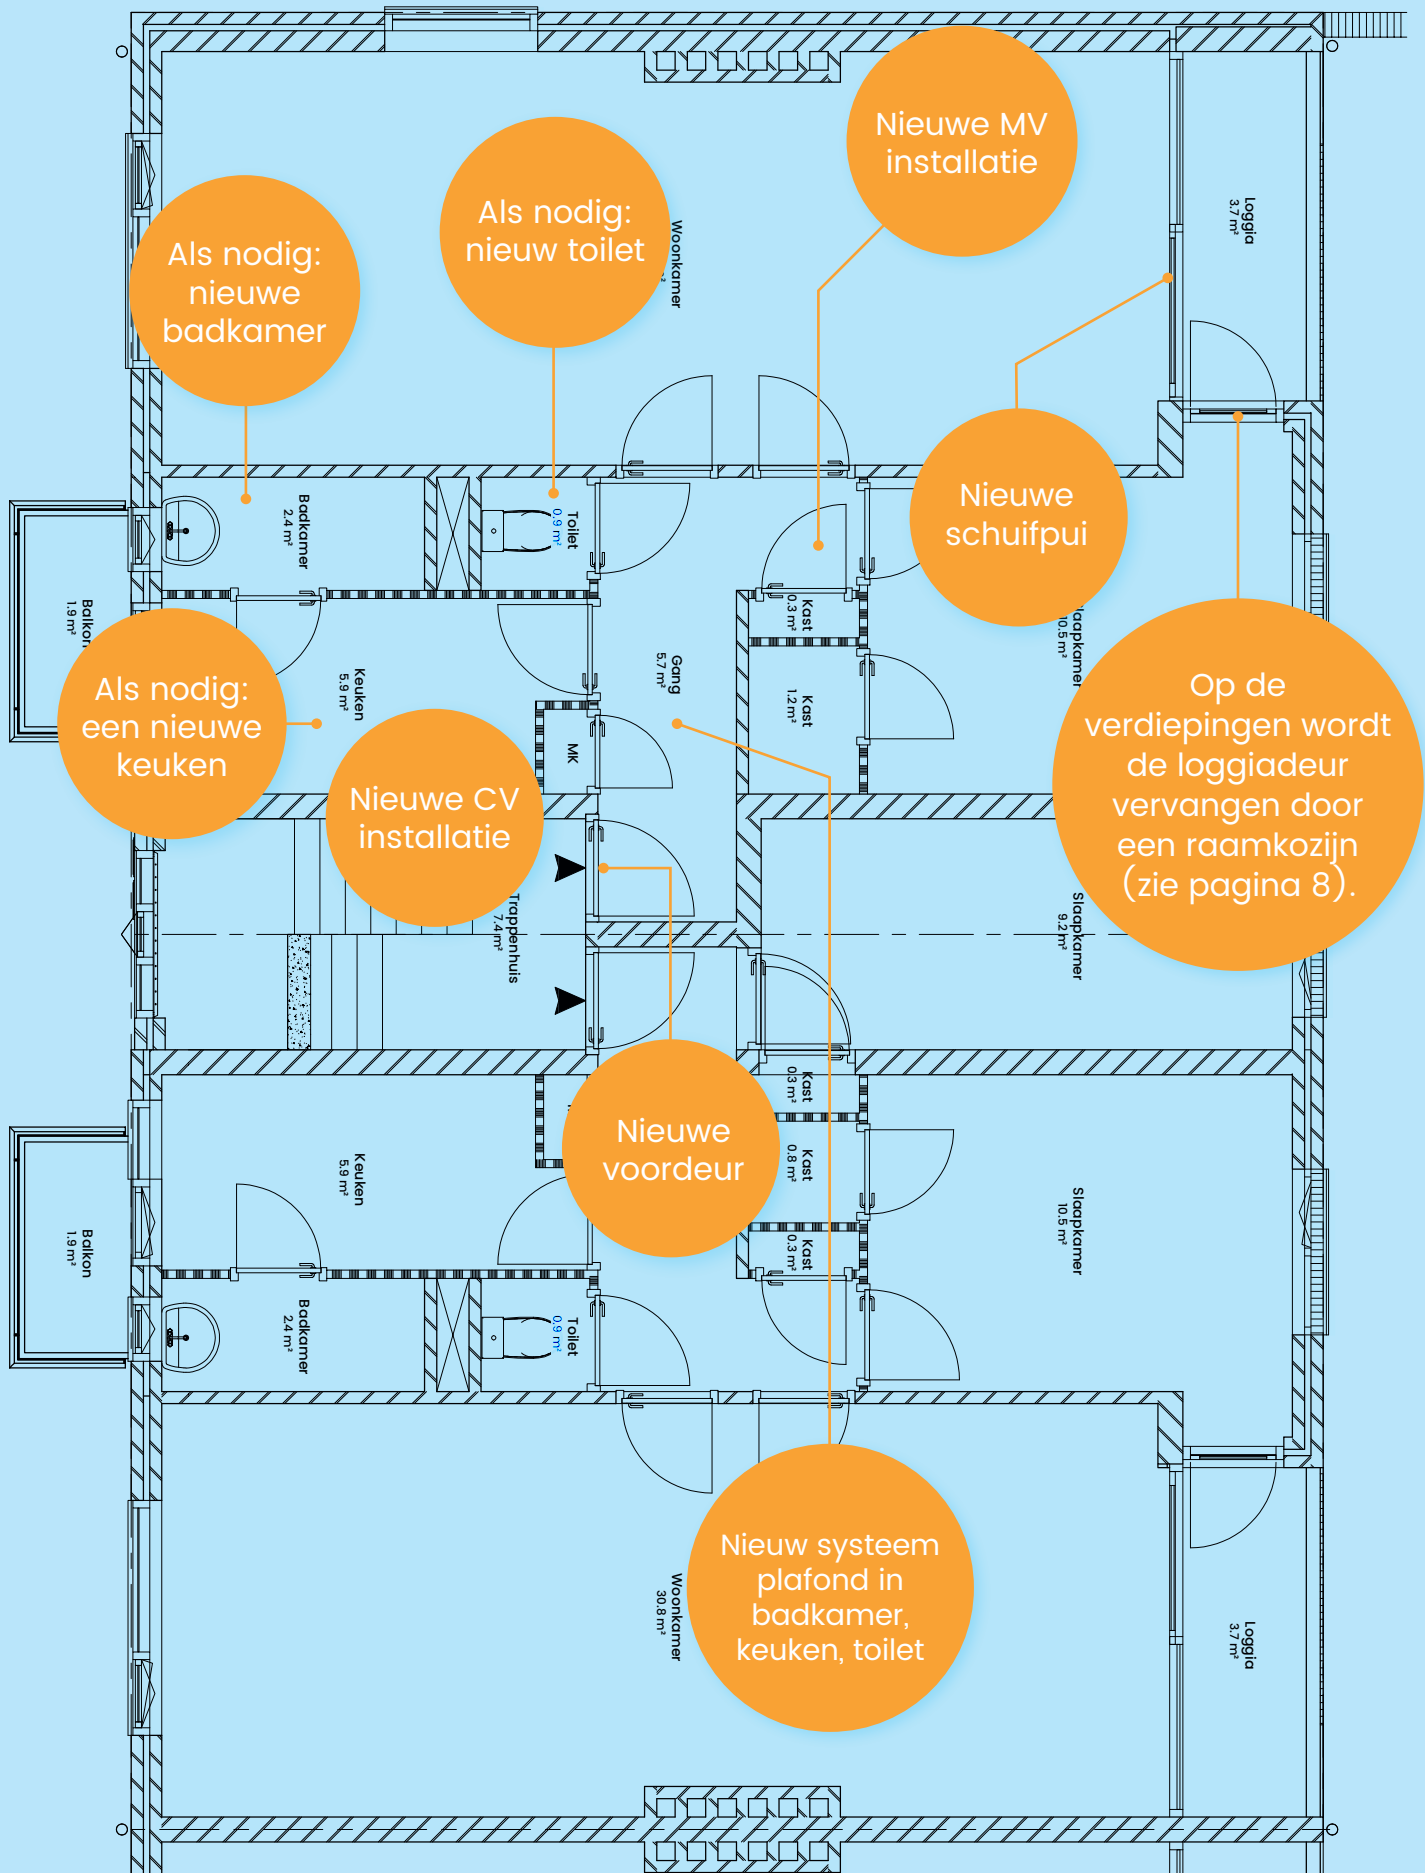 Nieuwe MV
installatie
Als nodig:
nieuw toilet
Als nodig:
nieuwe
badkamer
Woonkamer
Loggia
3.7 m²
Nieuwe
schuifpui
Badkamer
2.4 m²
Toilet
0.9 m²
Kast
0.3 m²
Slaapkamer
10.5 m²
Balkon
1.9 m²
Als nodig:
een nieuwe
keuken
Keuken
5.9 m²
Gang
5.7 m²
Kast
1.2 m²
MK
Op de
verdiepingen wordt
de loggiadeur
vervangen door
een raamkozijn
(zie pagina 8).
Nieuwe CV
installatie
Trappenhuis
7.4 m²
Slaapkamer
9.2 m²
Nieuwe
voordeur
Kast
0.3 m²
Kast
0.8 m²
Kast
0.3 m²
Keuken
5.9 m²
Slaapkamer
10.5 m²
Balkon
1.9 m²
Badkamer
2.4 m²
Toilet
0.9 m²
Nieuw systeem
plafond in
badkamer,
keuken, toilet
Woonkamer
30.8 m²
Loggia
3.7 m²